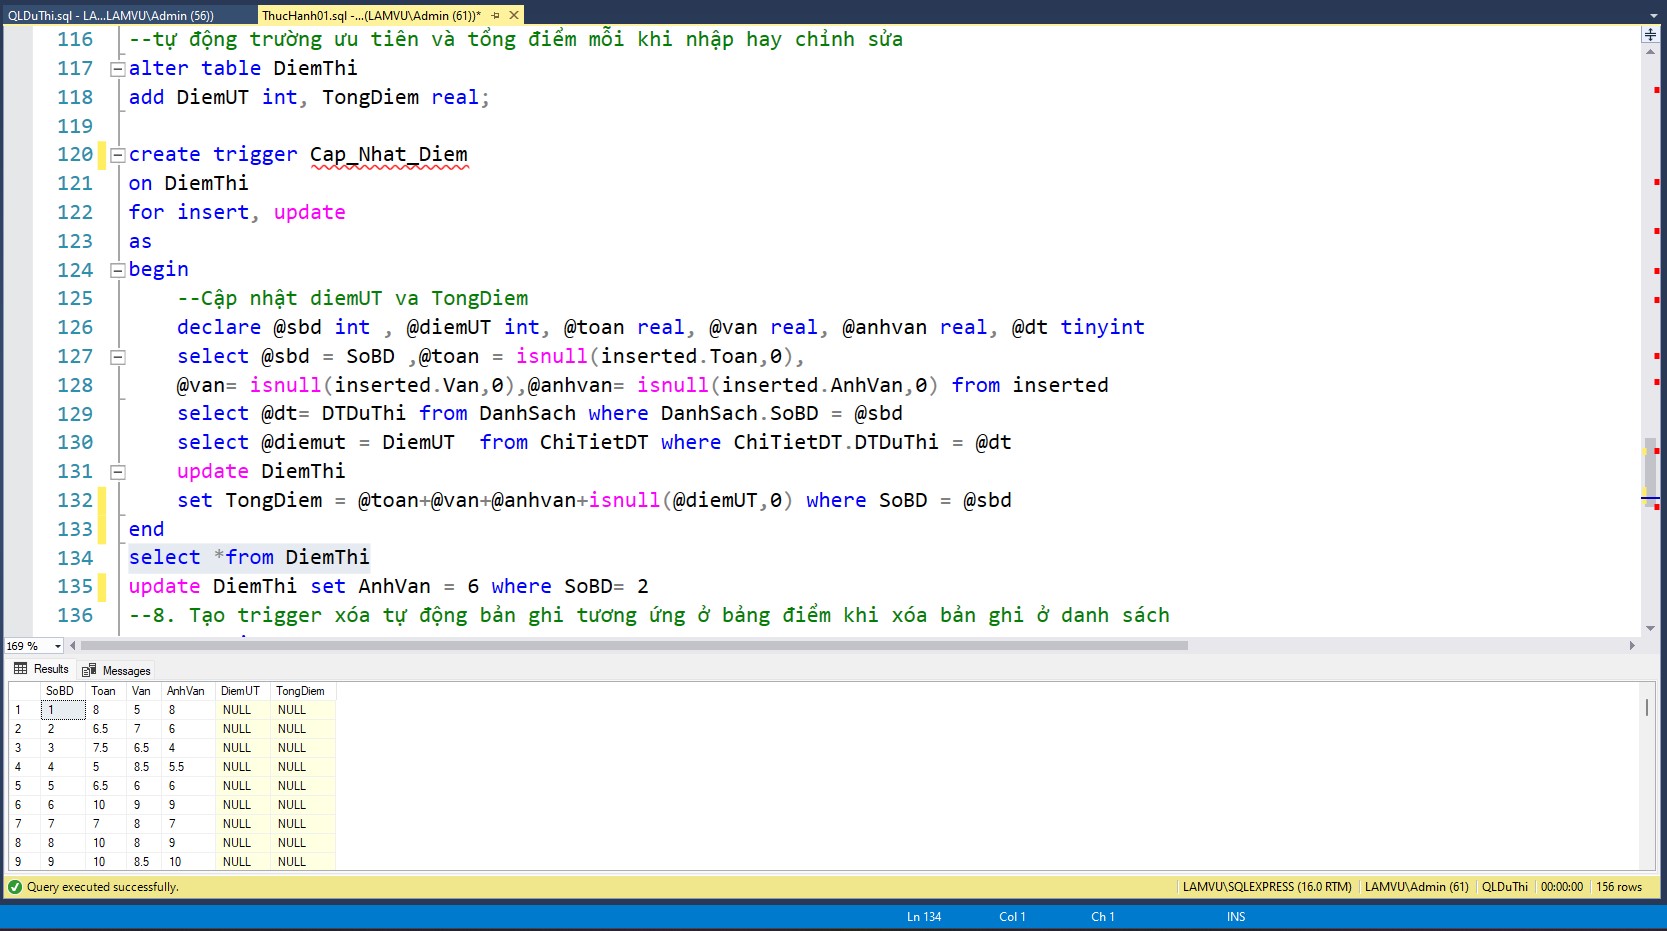 QLDuThi.sql - LA...LAMVU\Admin (56))
ThucHanh01.sql -...(LAMVU\Admin (61))*
116 --tự động trường ưu tiên và tổng điểm mỗi khi nhập hay chỉnh sửa
117 alter table DiemThi
118 add DiemUT int, TongDiem real;
119
120 create trigger Cap_Nhat_Diem
121 on DiemThi
122 for insert, update
123 as
124 begin
125 --Cập nhật diemUT va TongDiem
126 declare @sbd int , @diemUT int, @toan real, @van real, @anhvan real, @dt tinyint
127 select @sbd = SoBD ,@toan = isnull(inserted.Toan,0),
128 @van= isnull(inserted.Van,0),@anhvan= isnull(inserted.AnhVan,0) from inserted
129 select @dt= DTDuThi from DanhSach where DanhSach.SoBD = @sbd
130 select @diemut = DiemUT  from ChiTietDT where ChiTietDT.DTDuThi = @dt
131 update DiemThi
132 set TongDiem = @toan+@van+@anhvan+isnull(@diemUT,0) where SoBD = @sbd
133 end
134 select *from DiemThi
135 update DiemThi set AnhVan = 6 where SoBD= 2
136 --8. Tạo trigger xóa tự động bản ghi tương ứng ở bảng điểm khi xóa bản ghi ở danh sách
169 %
Results Messages
SoBD Toan Van AnhVan DiemUT TongDiem
1 1 8 5 8 NULL NULL
2 2 6.5 7 6 NULL NULL
3 3 7.5 6.5 4 NULL NULL
4 4 5 8.5 5.5 NULL NULL
5 5 6.5 6 6 NULL NULL
6 6 10 9 9 NULL NULL
7 7 7 8 7 NULL NULL
8 8 10 8 9 NULL NULL
9 9 10 8.5 10 NULL NULL
Query executed successfully. LAMVU\SQLEXPRESS (16.0 RTM) LAMVU\Admin (61) QLDuThi 00:00:00 156 rows
Ln 134 Col 1 Ch 1 INS